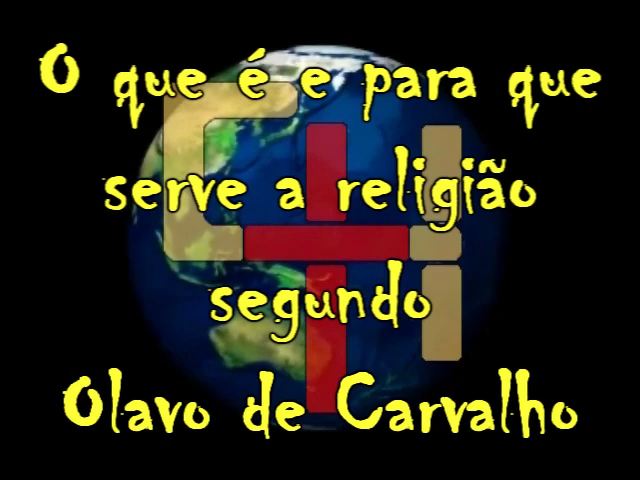 O que é e para que
serve a religião
segundo
Olavo de Carvalho